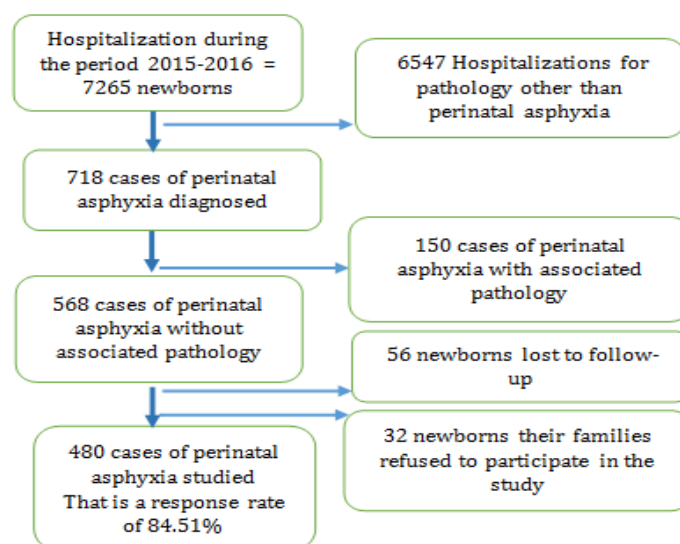 Hospitalization during
the period 2015-2016 =
7265 newborns
6547 Hospitalizations for
pathology other than
perinatal asphyxia
718 cases of perinatal
asphyxia diagnosed
150 cases of perinatal
asphyxia with associated
pathology
568 cases of perinatal
asphyxia without
associated pathology
56 newborns lost to follow-
up
32 newborns their families
refused to participate in the
study
480 cases of perinatal
asphyxia studied
That is a response rate
of 84.51%